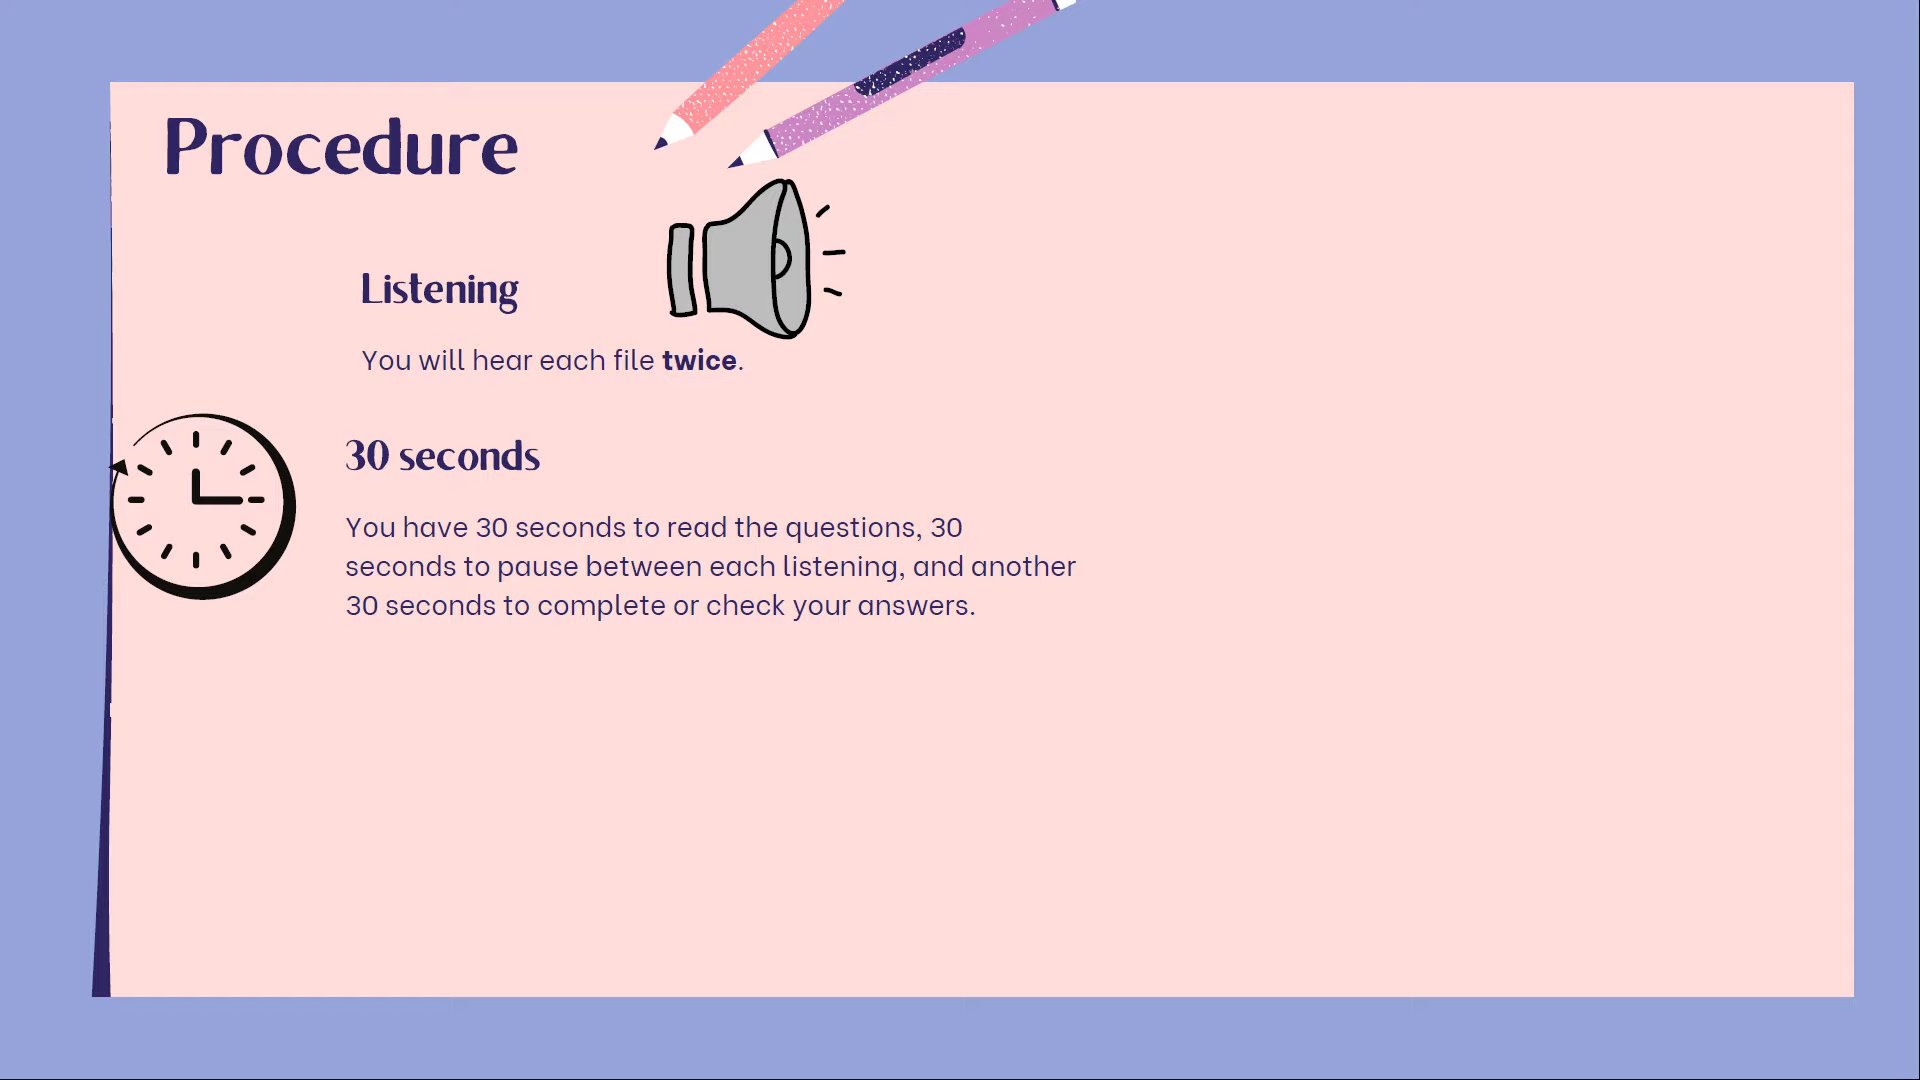 Procedure
Listening
You will hear each file twice.
30 seconds
You have 30 seconds to read the questions, 30
seconds to pause between each listening, and another
30 seconds to complete or check your answers.